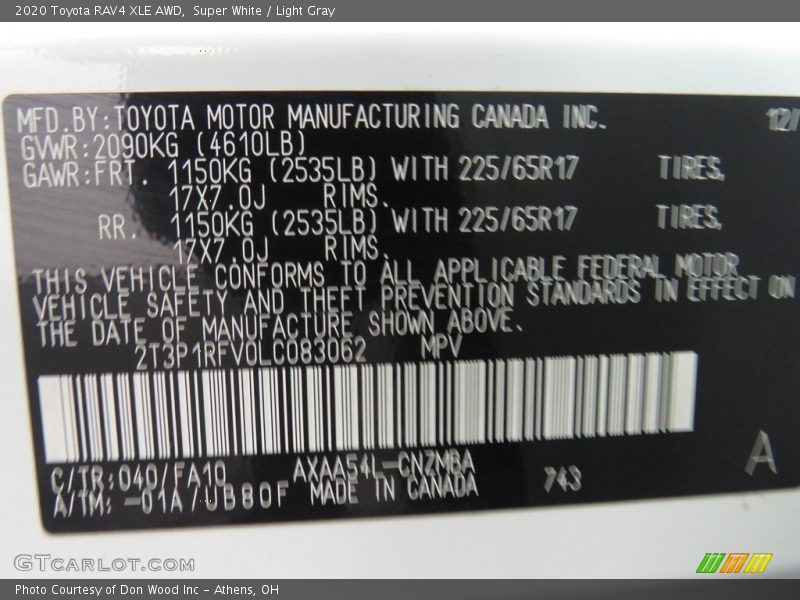 2020 Toyota RAV4 XLE AWD, Super White / Light Gray
MFD.BY:TOYOTA MOTOR MANUFACTURING CANADA INC. 12/
GVWR:2090KG (4610LB)
GAWR:FRT. 1150KG (2535LB) WITH 225/65R17 TIRES,
17X7.0J RIMS.
RR. 1150KG (2535LB) WITH 225/65R17 TIRES,
17X7.0J RIMS.
THIS VEHICLE CONFORMS TO ALL APPLICABLE FEDERAL MOTOR
VEHICLE SAFETY AND THEFT PREVENTION STANDARDS IN EFFECT ON
THE DATE OF MANUFACTURE SHOWN ABOVE.
2T3P1RFV0LC083062 MPV
C/TR:040/FA10 AXAA54L-CNZMBA
A/TM: -01A/UB80F MADE IN CANADA 743
A
GTCARLOT.COM
Photo Courtesy of Don Wood Inc - Athens, OH